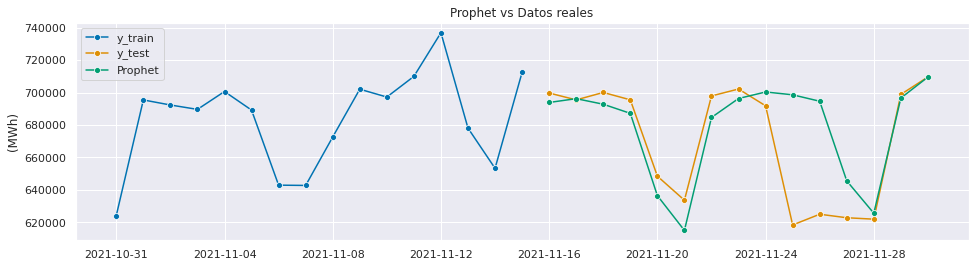 Prophet vs Datos reales
740000
720000
700000
680000
660000
640000
620000
(MWh)
y_train
y_test
Prophet
2021-10-31 2021-11-04 2021-11-08 2021-11-12 2021-11-16 2021-11-20 2021-11-24 2021-11-28